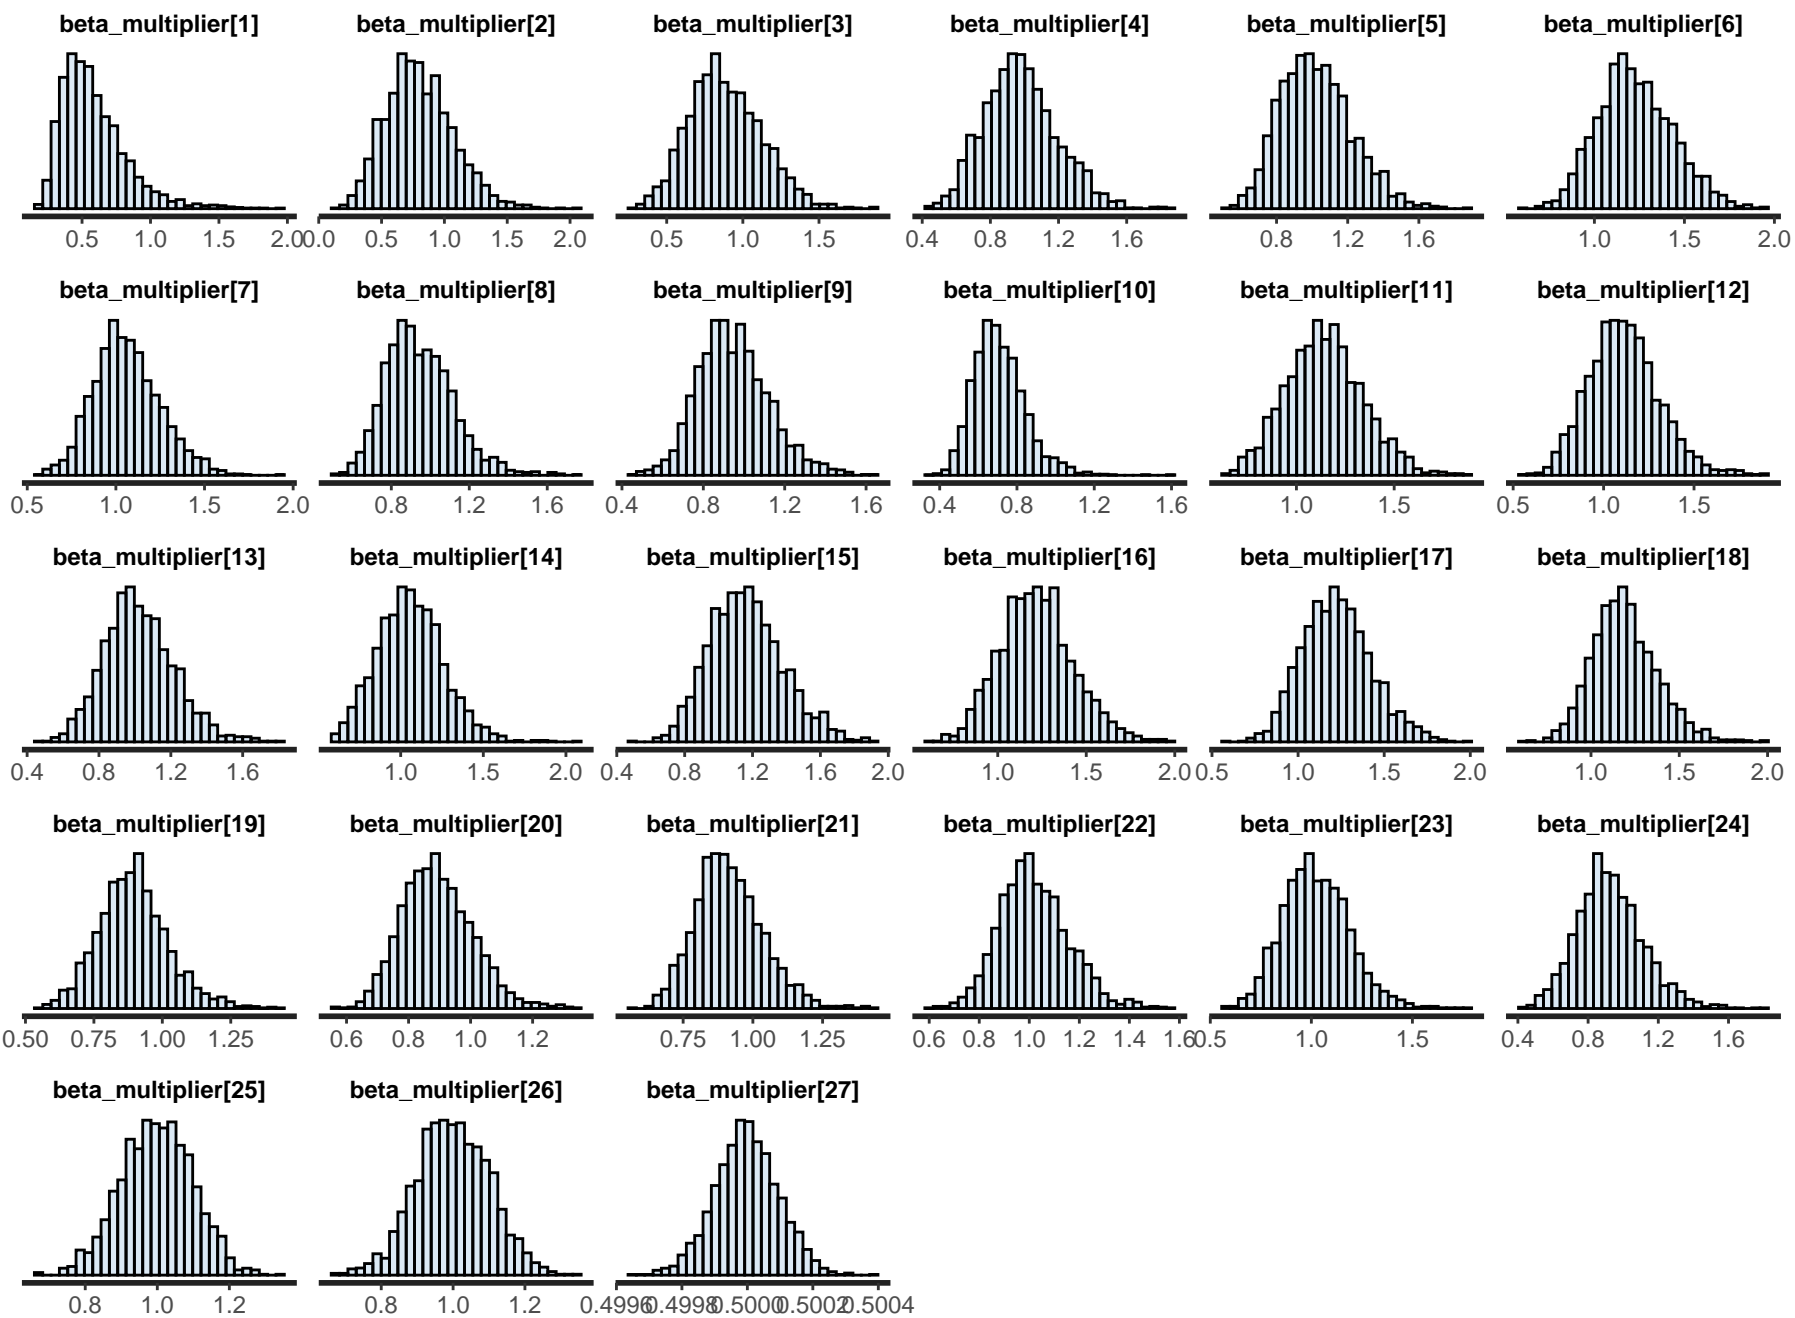 beta_multiplier[1] beta_multiplier[2] beta_multiplier[3] beta_multiplier[4] beta_multiplier[5] beta_multiplier[6]
0.5 1.0 1.5 2.0 0.0 0.5 1.0 1.5 2.0 0.5 1.0 1.5 0.4 0.8 1.2 1.6 0.8 1.2 1.6 1.0 1.5 2.0
beta_multiplier[7] beta_multiplier[8] beta_multiplier[9] beta_multiplier[10] beta_multiplier[11] beta_multiplier[12]
0.5 1.0 1.5 2.0 0.8 1.2 1.6 0.4 0.8 1.2 1.6 0.4 0.8 1.2 1.6 1.0 1.5 0.5 1.0 1.5
beta_multiplier[13] beta_multiplier[14] beta_multiplier[15] beta_multiplier[16] beta_multiplier[17] beta_multiplier[18]
0.4 0.8 1.2 1.6 1.0 1.5 2.0 0.4 0.8 1.2 1.6 2.0 1.0 1.5 2.0 0.5 1.0 1.5 2.0 1.0 1.5 2.0
beta_multiplier[19] beta_multiplier[20] beta_multiplier[21] beta_multiplier[22] beta_multiplier[23] beta_multiplier[24]
0.50 0.75 1.00 1.25 0.6 0.8 1.0 1.2 0.75 1.00 1.25 0.6 0.8 1.0 1.2 1.4 1.6 0.5 1.0 1.5 0.4 0.8 1.2 1.6
beta_multiplier[25] beta_multiplier[26] beta_multiplier[27]
0.8 1.0 1.2 0.8 1.0 1.2 0.4996 0.4998 0.5000 0.5002 0.5004